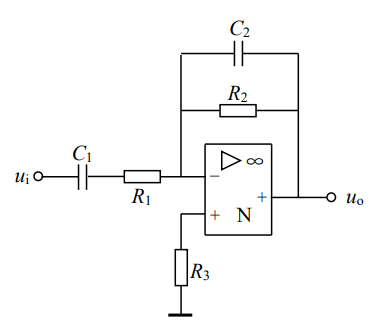 C₂
R₂
C₁
▷ ∞
uᵢ
−
R₁
+
uₒ
+ N
R₃